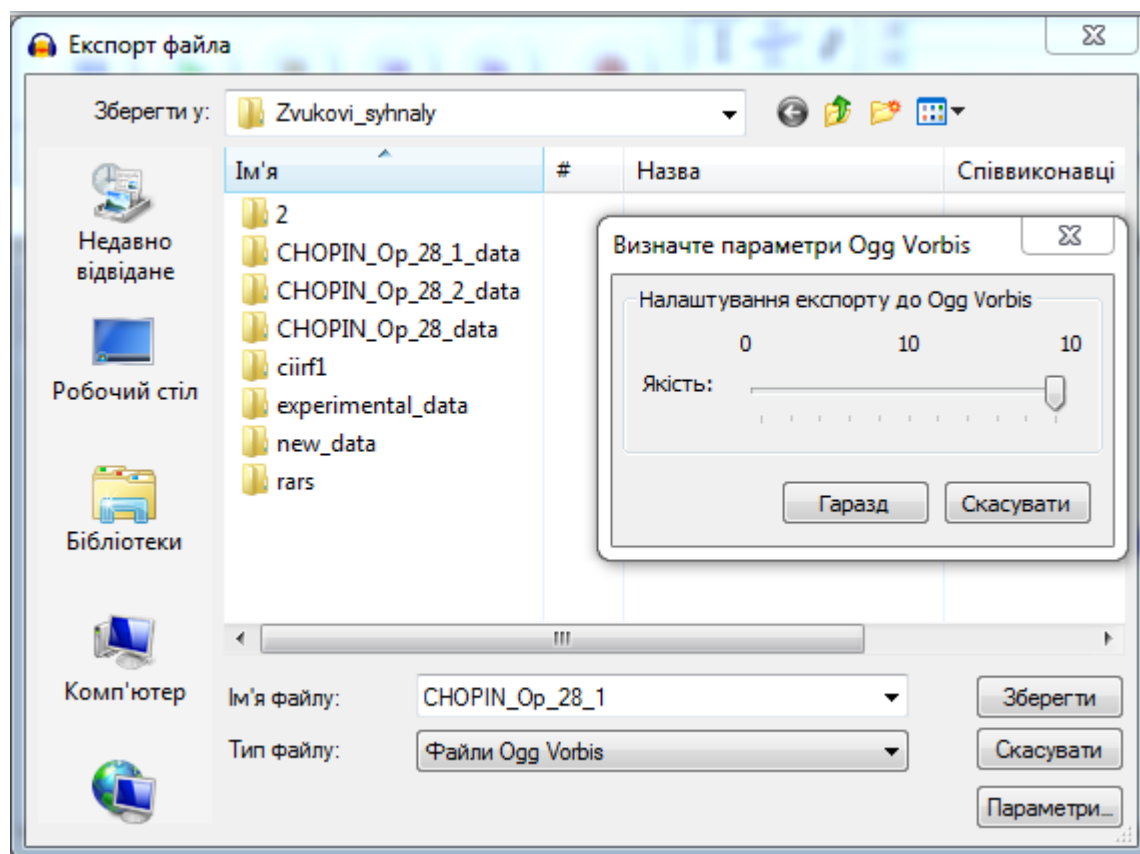 Експорт файла
Зберегти у:
Zvukovi_syhnaly
Ім'я # Назва Співвиконавці
Недавно
відвідане
Робочий стіл
Бібліотеки
Комп'ютер
2
CHOPIN_Op_28_1_data
CHOPIN_Op_28_2_data
CHOPIN_Op_28_data
ciirf1
experimental_data
new_data
rars
Визначте параметри Ogg Vorbis
Налаштування експорту до Ogg Vorbis
0 10 10
Якість:
Гаразд Скасувати
Ім'я файлу: CHOPIN_Op_28_1 Зберегти
Тип файлу: Файли Ogg Vorbis Скасувати
Параметри...